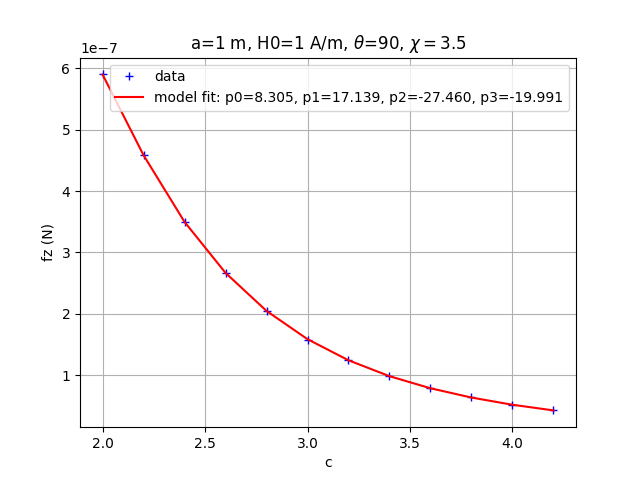 a=1 m, H0=1 A/m, θ=90, χ = 3.5
1e−7
data
model fit: p0=8.305, p1=17.139, p2=-27.460, p3=-19.991
6
5
4
3
2
1
fz (N)
2.0 2.5 3.0 3.5 4.0
c